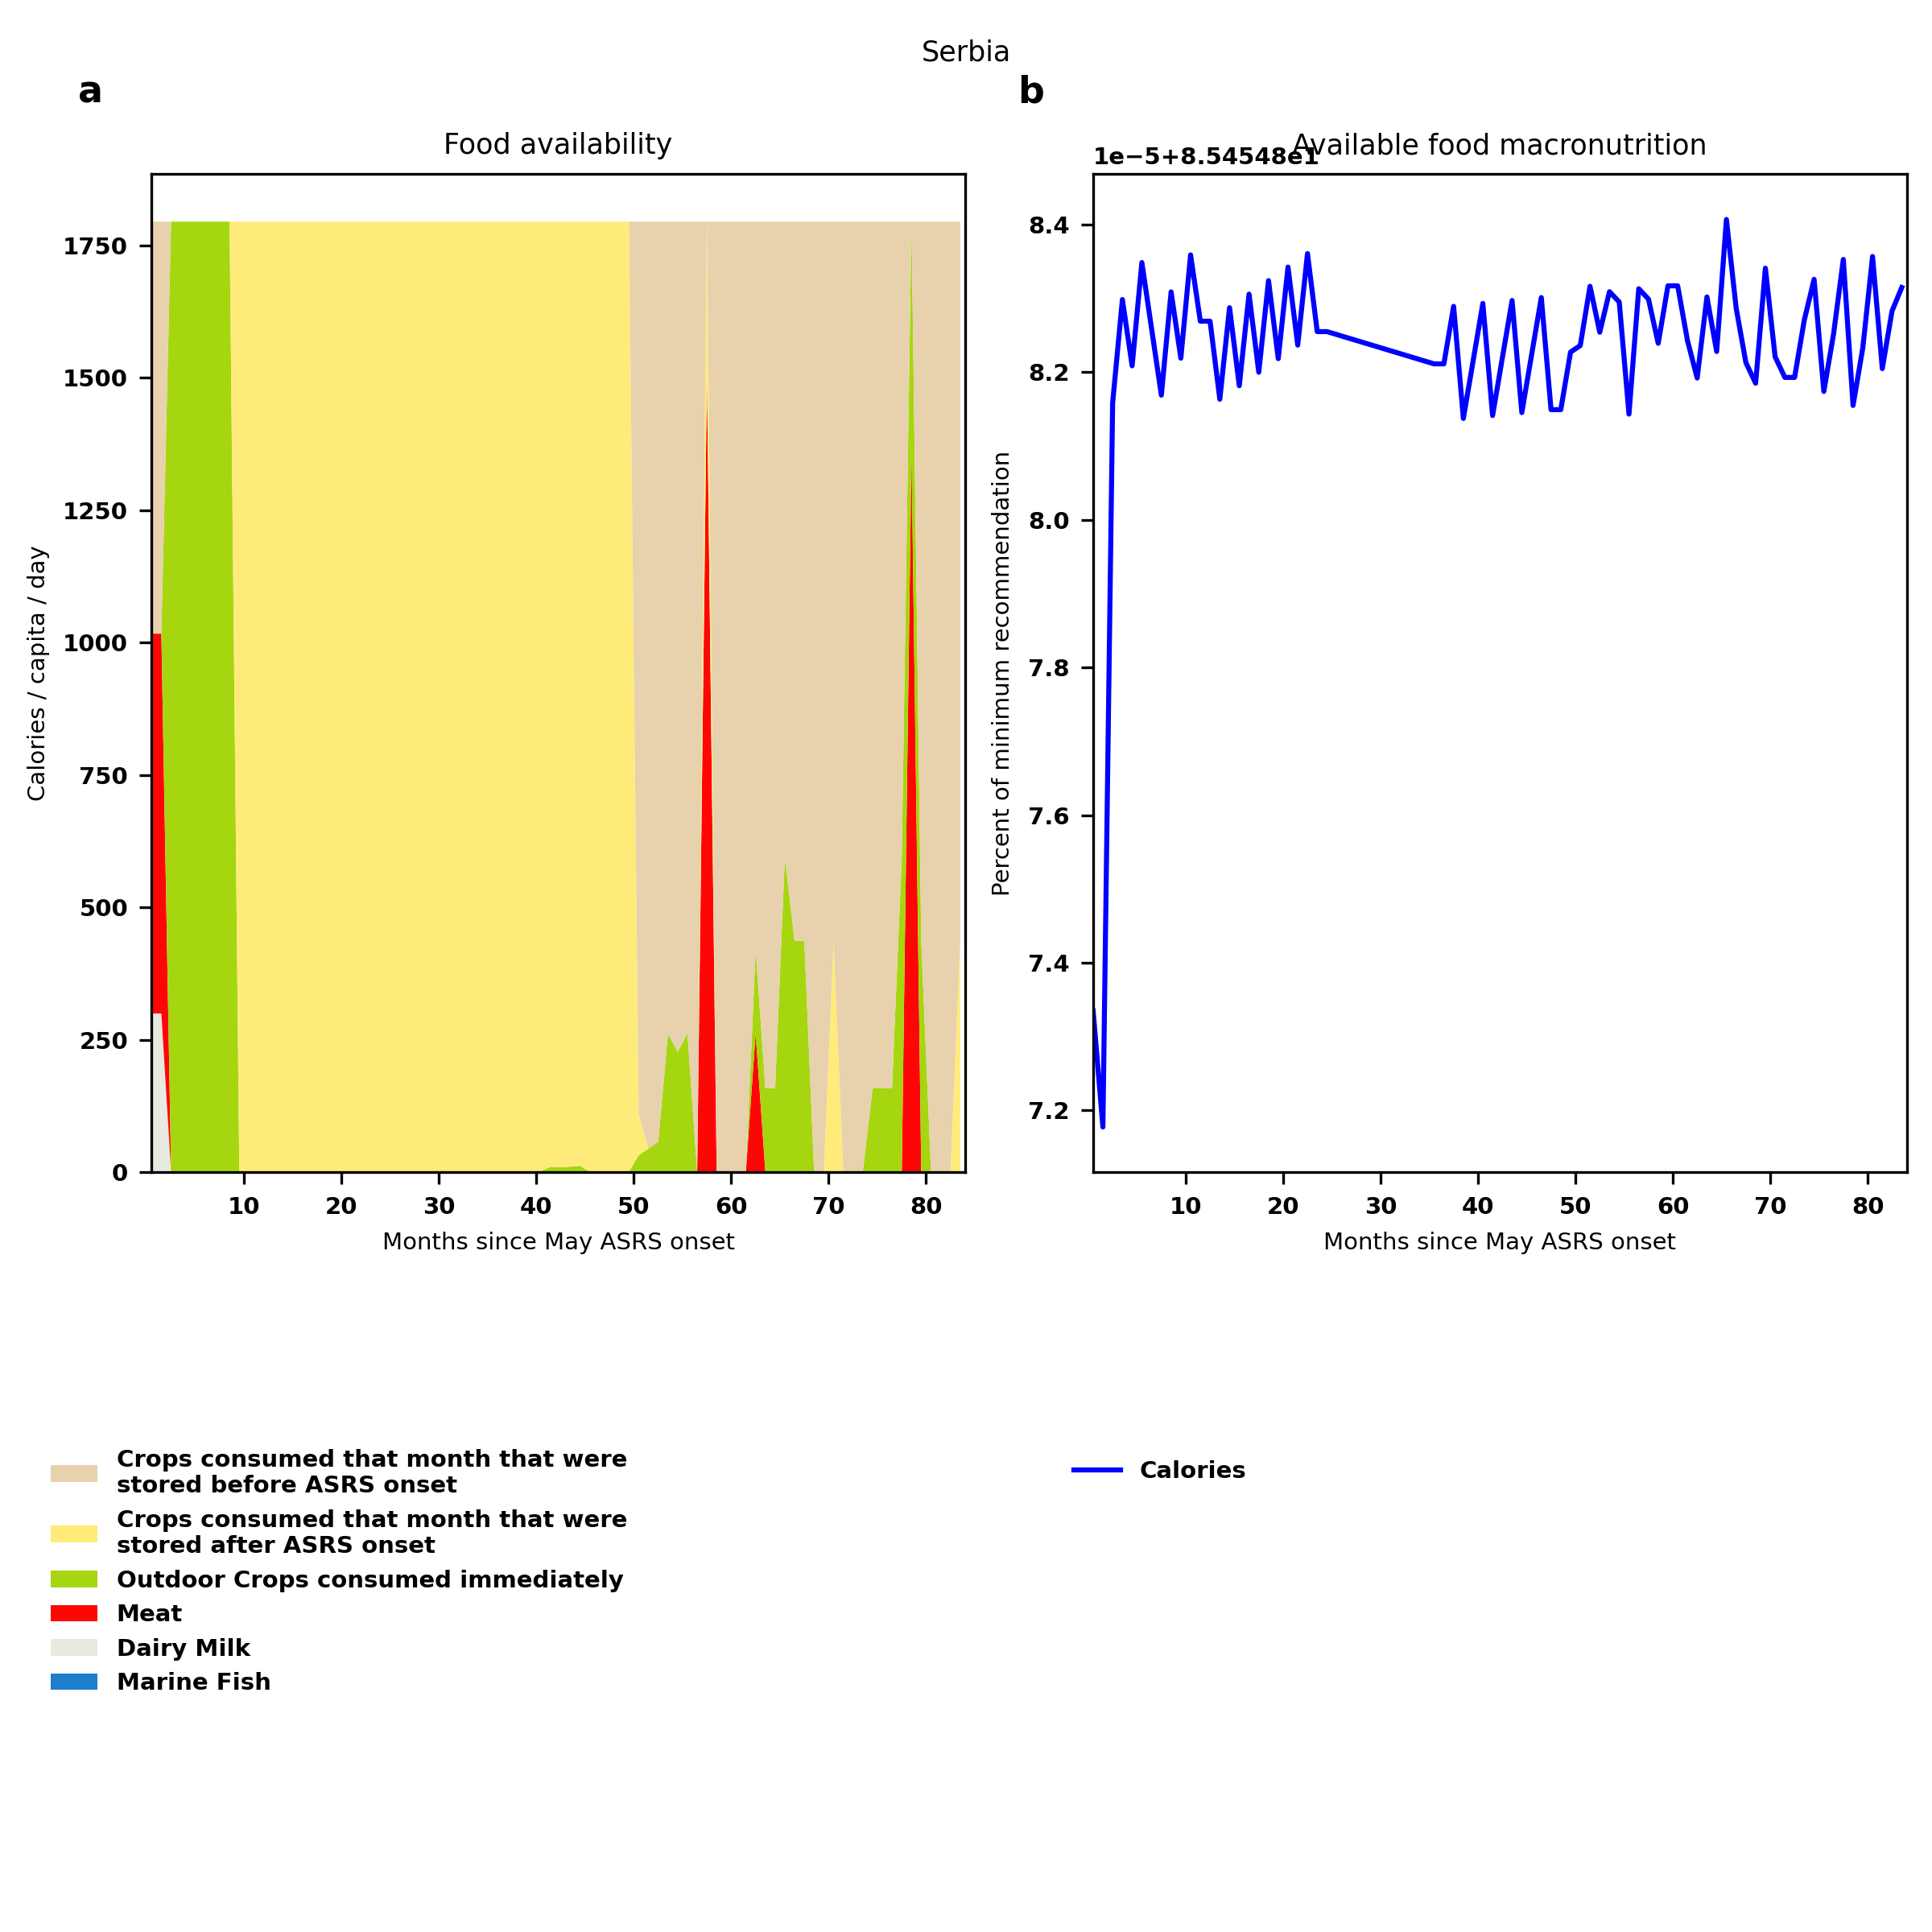 Serbia
a
b
Food availability
Available food macronutrition
1e−5+8.54548e1
Calories / capita / day
1750
1500
1250
1000
750
500
250
0
10 20 30 40 50 60 70 80
Months since May ASRS onset
Percent of minimum recommendation
8.4
8.2
8.0
7.8
7.6
7.4
7.2
10 20 30 40 50 60 70 80
Months since May ASRS onset
Crops consumed that month that were
stored before ASRS onset
Crops consumed that month that were
stored after ASRS onset
Outdoor Crops consumed immediately
Meat
Dairy Milk
Marine Fish
Calories